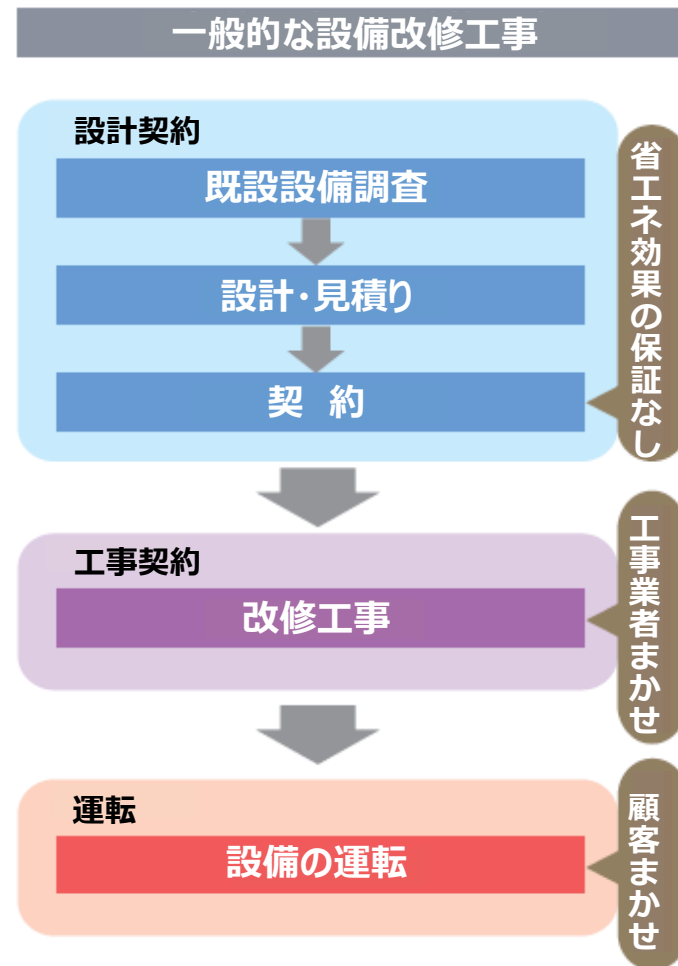 一般的な設備改修工事
設計契約
既設設備調査
設計・見積り
契 約
省エネ効果の保証なし
工事契約
改修工事
工事業者まかせ
運転
設備の運転
顧客まかせ